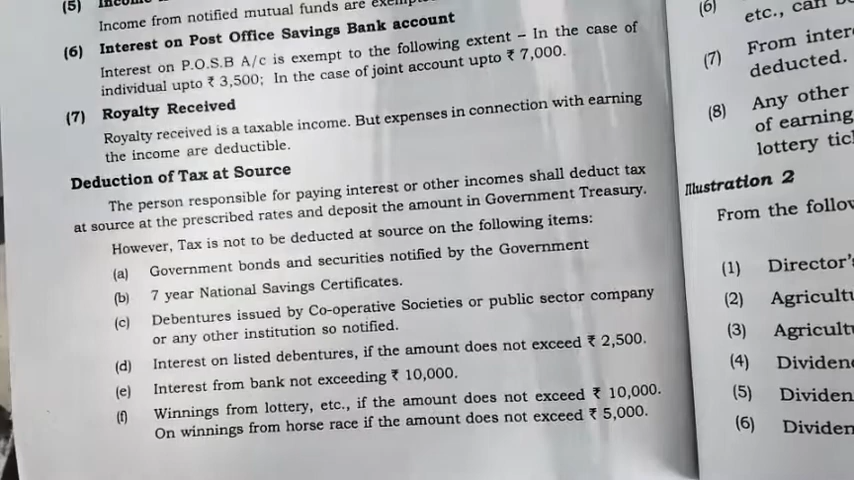 (5)
Income from notified mutual funds are
(6) Interest on Post Office Savings Bank account
Interest on P.O.S.B A/c is exempt to the following extent – In the case of
individual upto ₹ 3,500; In the case of joint account upto ₹ 7,000.
(7) Royalty Received
Royalty received is a taxable income. But expenses in connection with earning
the income are deductible.
Deduction of Tax at Source
The person responsible for paying interest or other incomes shall deduct tax
at source at the prescribed rates and deposit the amount in Government Treasury.
However, Tax is not to be deducted at source on the following items:
(a) Government bonds and securities notified by the Government
(b) 7 year National Savings Certificates.
(c) Debentures issued by Co-operative Societies or public sector company
or any other institution so notified.
(d) Interest on listed debentures, if the amount does not exceed ₹ 2,500.
(e) Interest from bank not exceeding ₹ 10,000.
(f) Winnings from lottery, etc., if the amount does not exceed ₹ 10,000.
On winnings from horse race if the amount does not exceed ₹ 5,000.
(6)
etc., can
(7) From
deducted.
(8) Any other
of earning
lottery
Illustration 2
From the
(1)
(2)
(3)
(4)
(5)
(6)